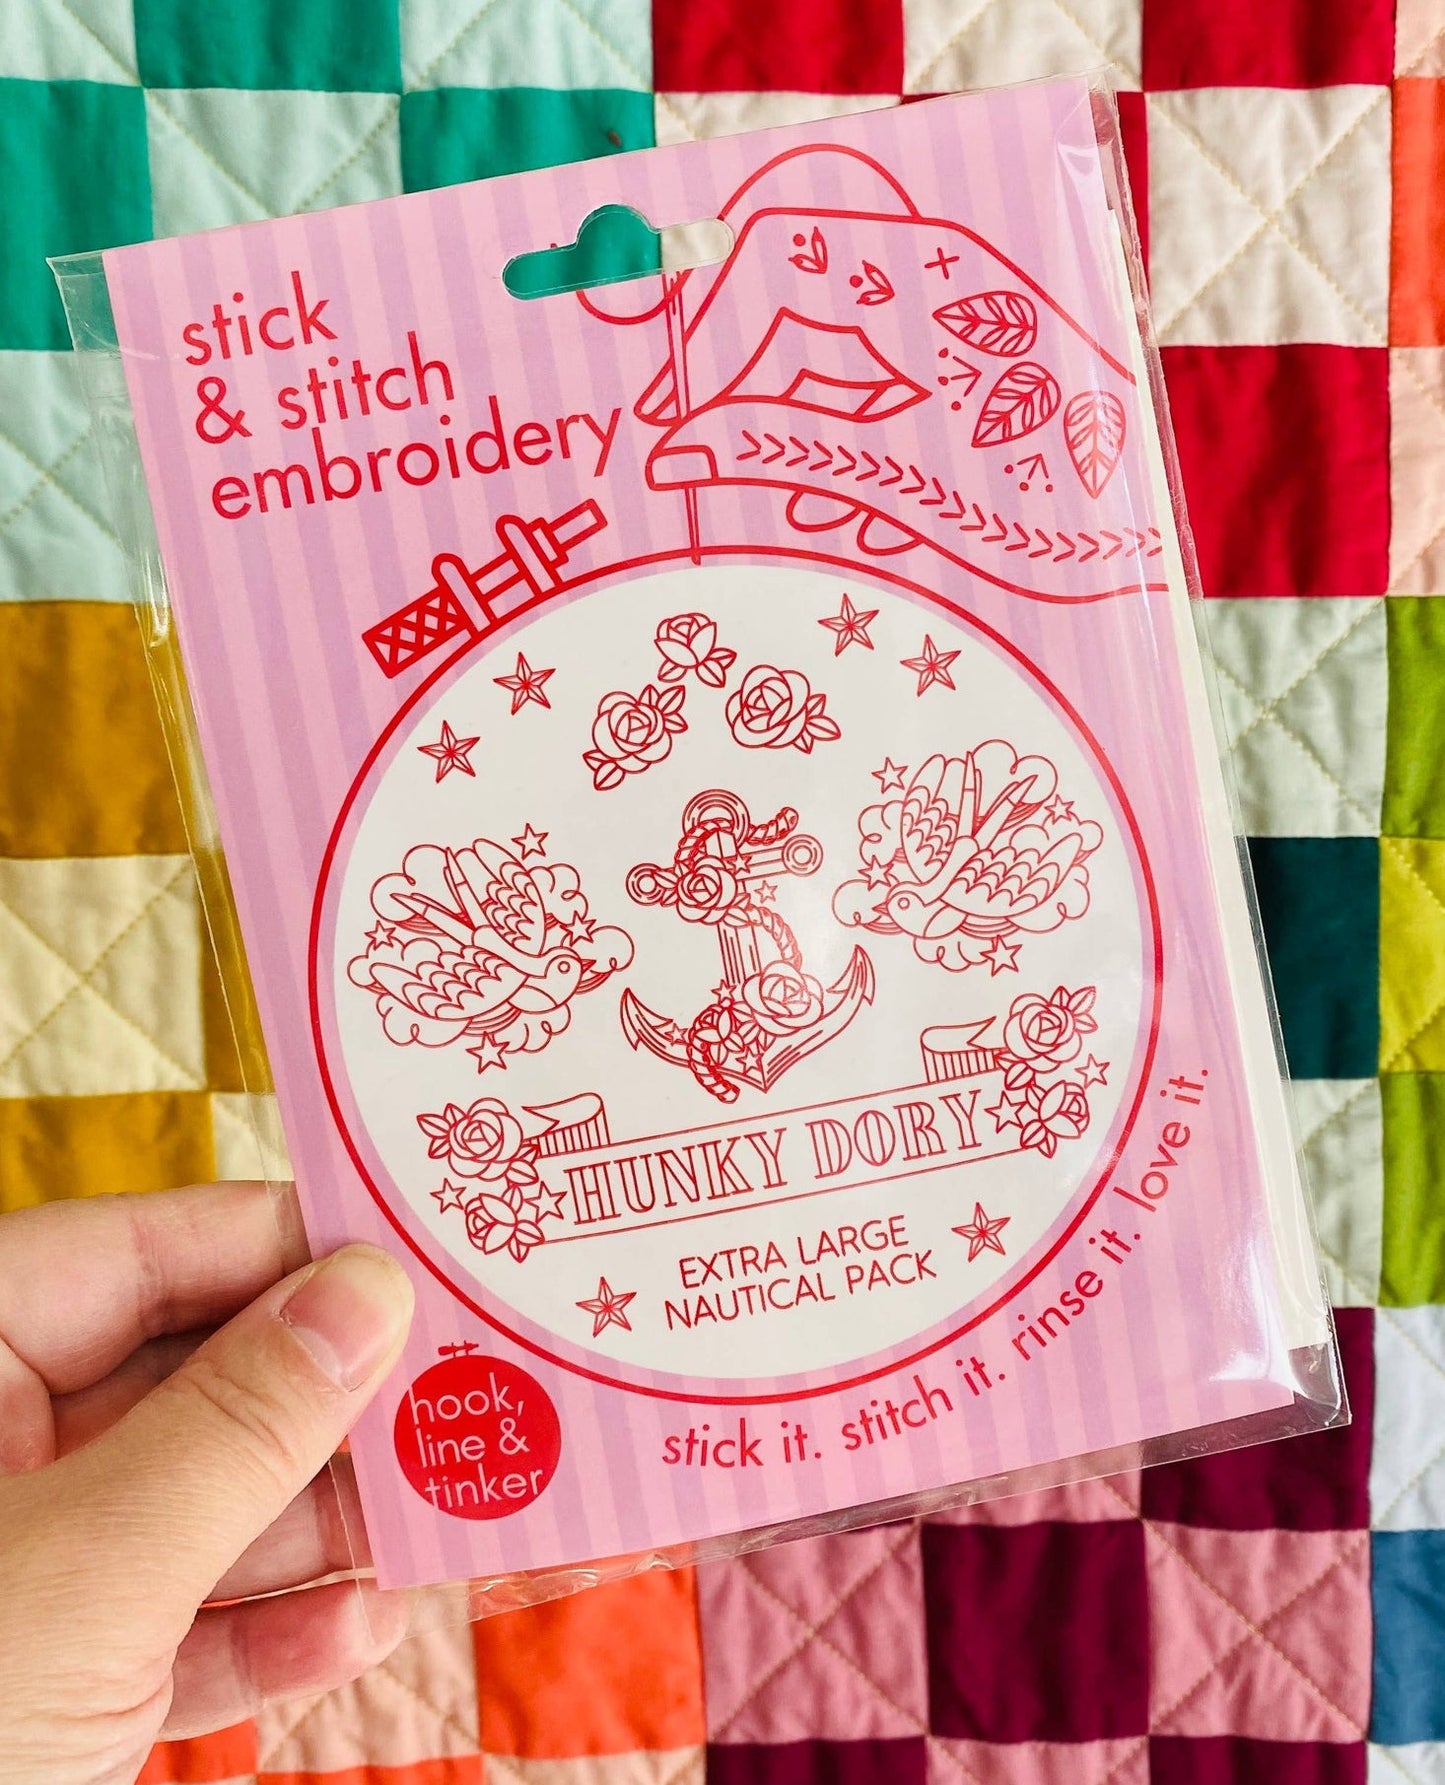 stick
& stitch
embroidery
HUNKY DORY
EXTRA LARGE
NAUTICAL PACK
stick it. stitch it. rinse it. love it.
hook,
line &
tinker